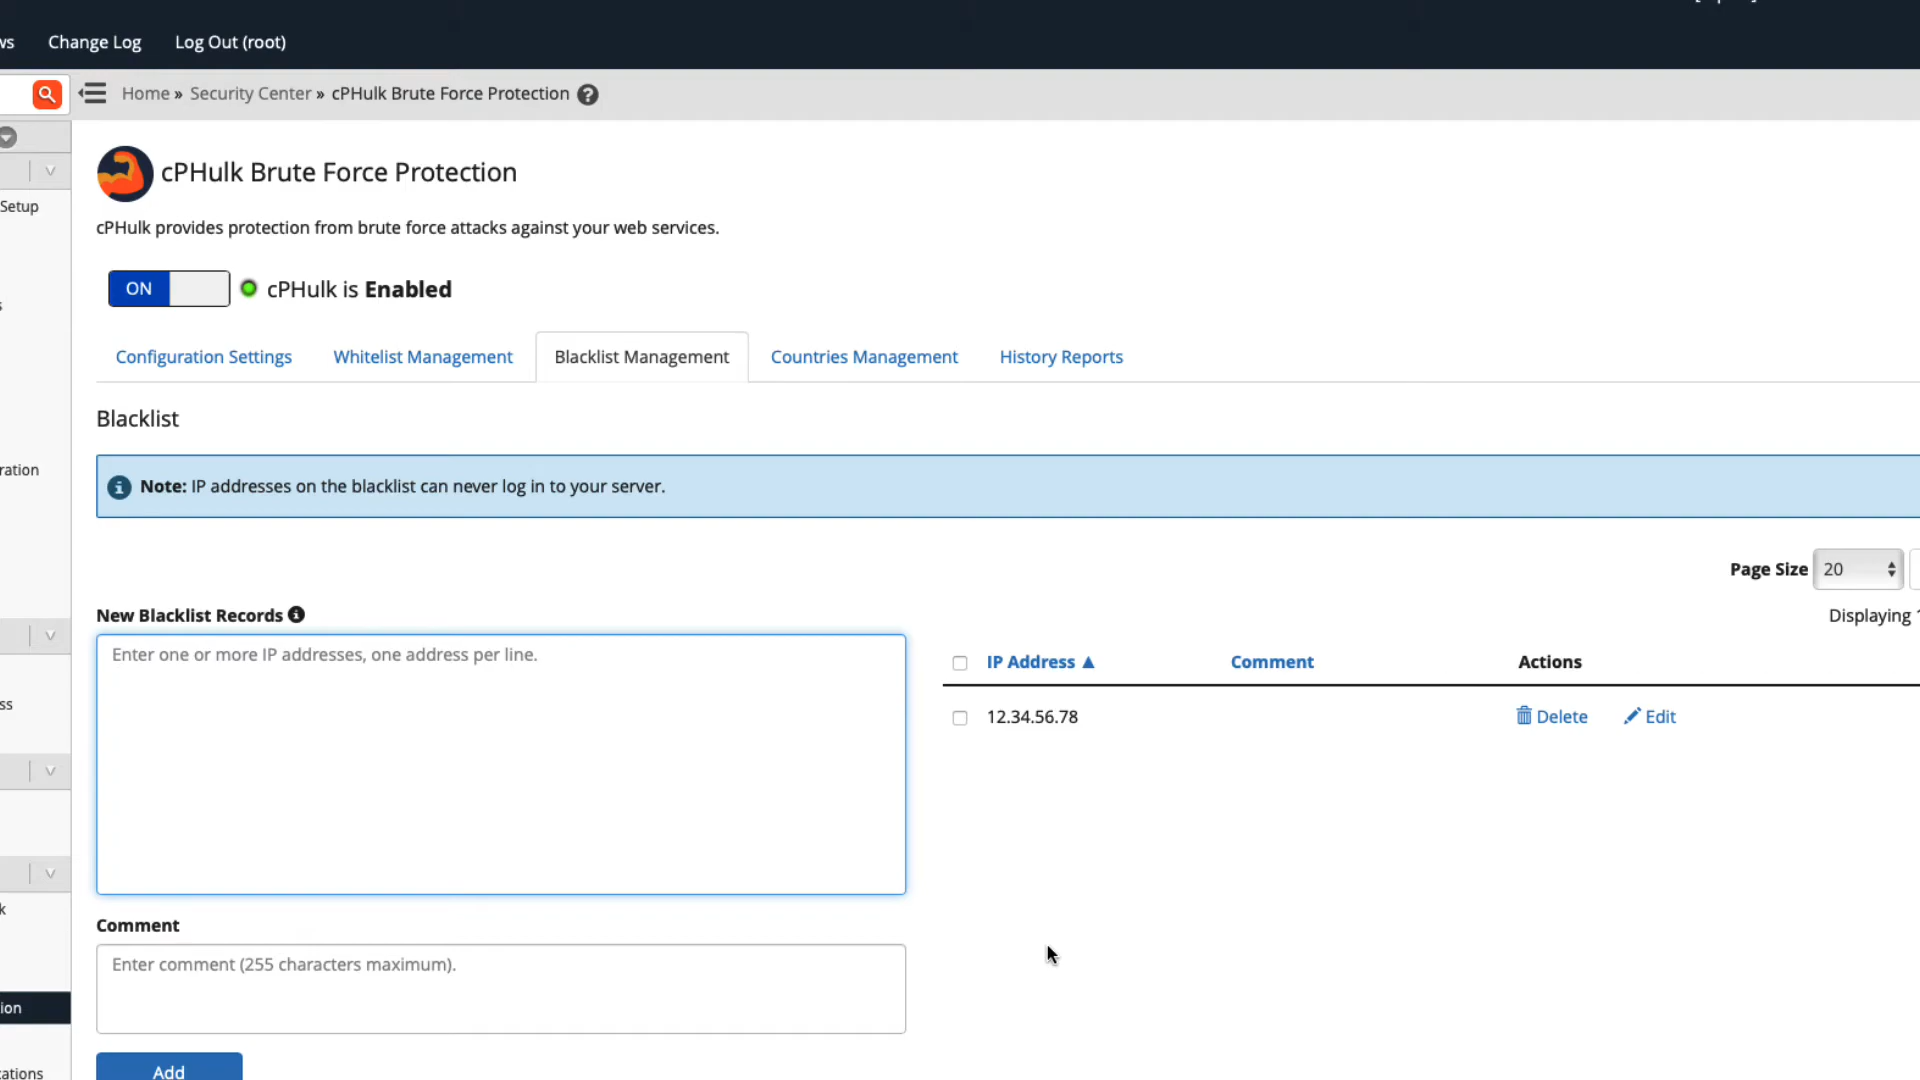 Change Log
Log Out (root)
Home » Security Center » cPHulk Brute Force Protection
cPHulk Brute Force Protection
Setup
cPHulk provides protection from brute force attacks against your web services.
ON
cPHulk is Enabled
Configuration Settings
Whitelist Management
Blacklist Management
Countries Management
History Reports
Blacklist
Note: IP addresses on the blacklist can never log in to your server.
Page Size 20
Displaying
New Blacklist Records
Enter one or more IP addresses, one address per line.
IP Address ▲
Comment
Actions
12.34.56.78
Delete
Edit
Comment
Enter comment (255 characters maximum).
Add